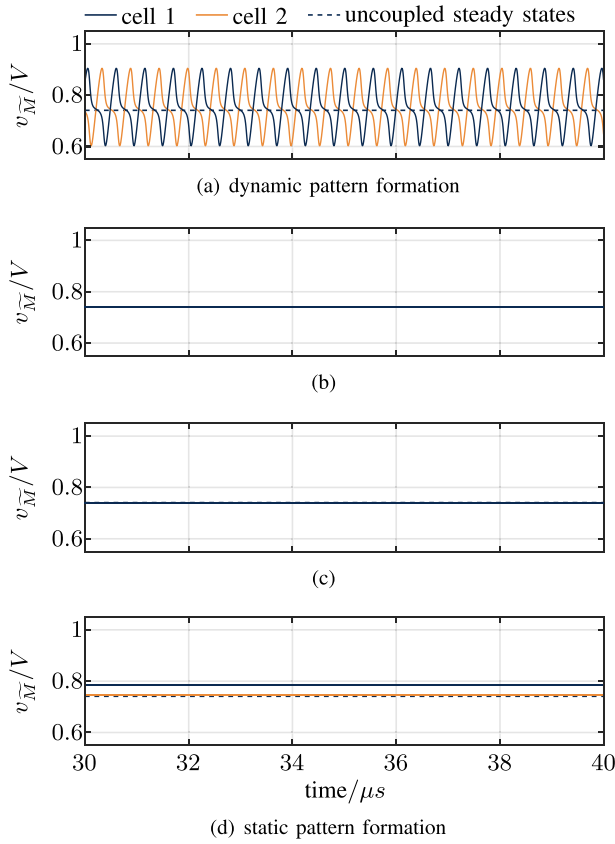 cell 1 cell 2 uncoupled steady states
1
0.8
0.6
v_M̃/V
(a) dynamic pattern formation
1
0.8
0.6
v_M̃/V
(b)
1
0.8
0.6
v_M̃/V
(c)
1
0.8
0.6
v_M̃/V
30 32 34 36 38 40
time/μs
(d) static pattern formation